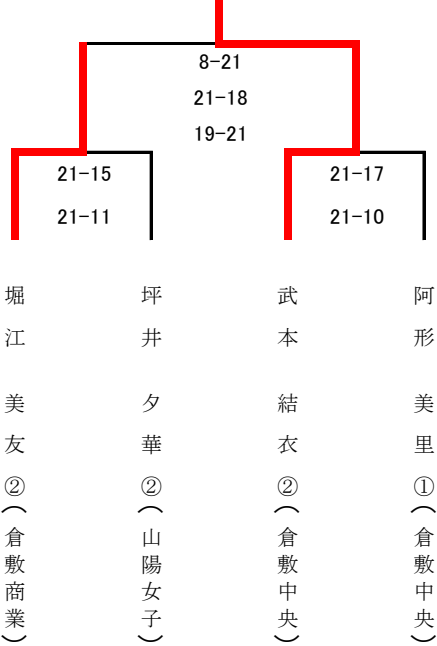 8-21
21-18
19-21
21-15
21-11
21-17
21-10
堀江 美友②(倉敷商業)
坪井 夕華②(山陽女子)
武本 結衣②(倉敷中央)
阿形 美里①(倉敷中央)